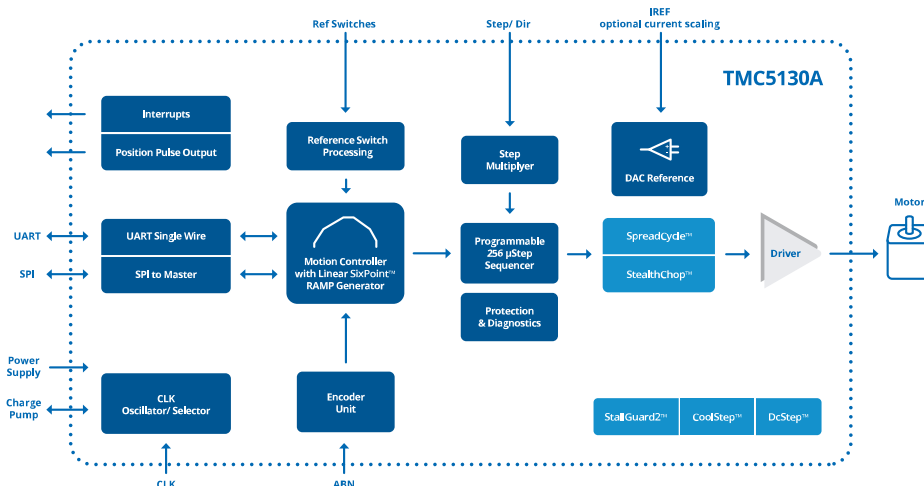 Ref Switches
Step/ Dir
IREF
optional current scaling
TMC5130A
Interrupts
Position Pulse Output
Reference Switch
Processing
Step
Multiplyer
DAC Reference
Motor
UART
UART Single Wire
SPI
SPI to Master
Motion Controller
with Linear SixPoint™
RAMP Generator
Programmable
256 µStep
Sequencer
SpreadCycle™
StealthChop™
Driver
Protection
& Diagnostics
Power
Supply
Charge
Pump
CLK
Oscillator/ Selector
Encoder
Unit
StallGuard2™
CoolStep™
DcStep™
CLK
ABN